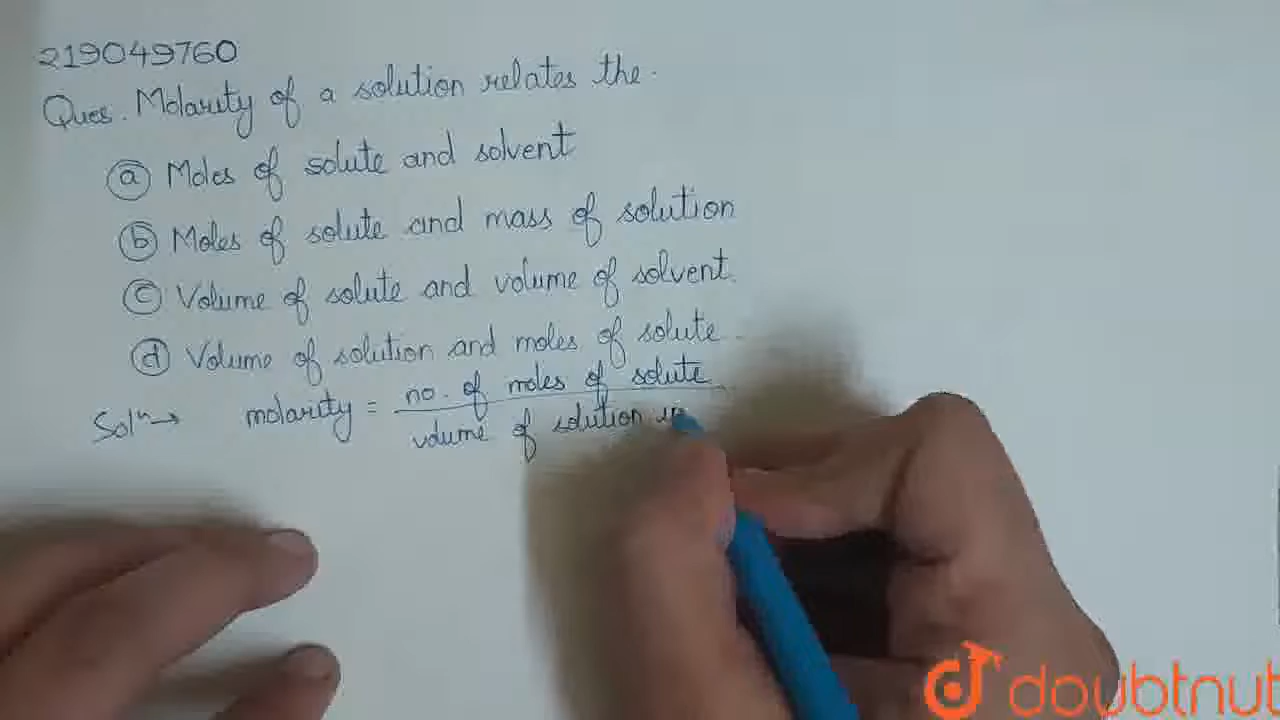 219049760
Ques. Molarity of a solution relates the.
(a) Moles of solute and solvent
(b) Moles of solute and mass of solution
(c) Volume of solute and volume of solvent.
(d) Volume of solution and moles of solute.
Solⁿ→ molarity = no. of moles of solute
volume of solution in
doubtnut